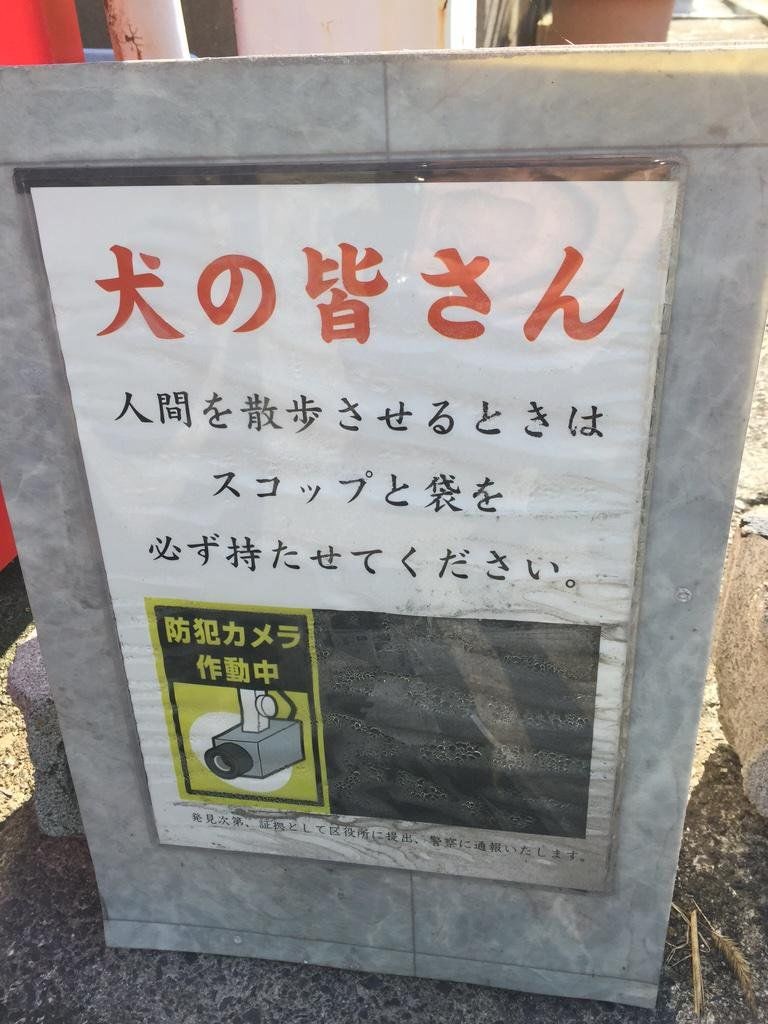 犬の皆さん
人間を散歩させるときは
スコップと袋を
必ず持たせてください。
防犯カメラ
作動中
発見次第、証拠として区役所に提出、警察に通報いたします。